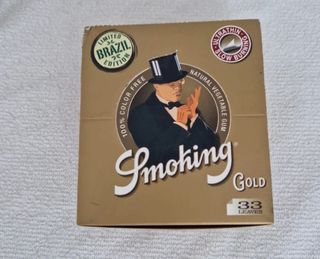 LIMITED
BRAZIL
EDITION
ULTRATHIN
SLOW BURNING
100% COLOR FREE
NATURAL VEGETABLE GUM
Smoking®
GOLD
33
LEAVES